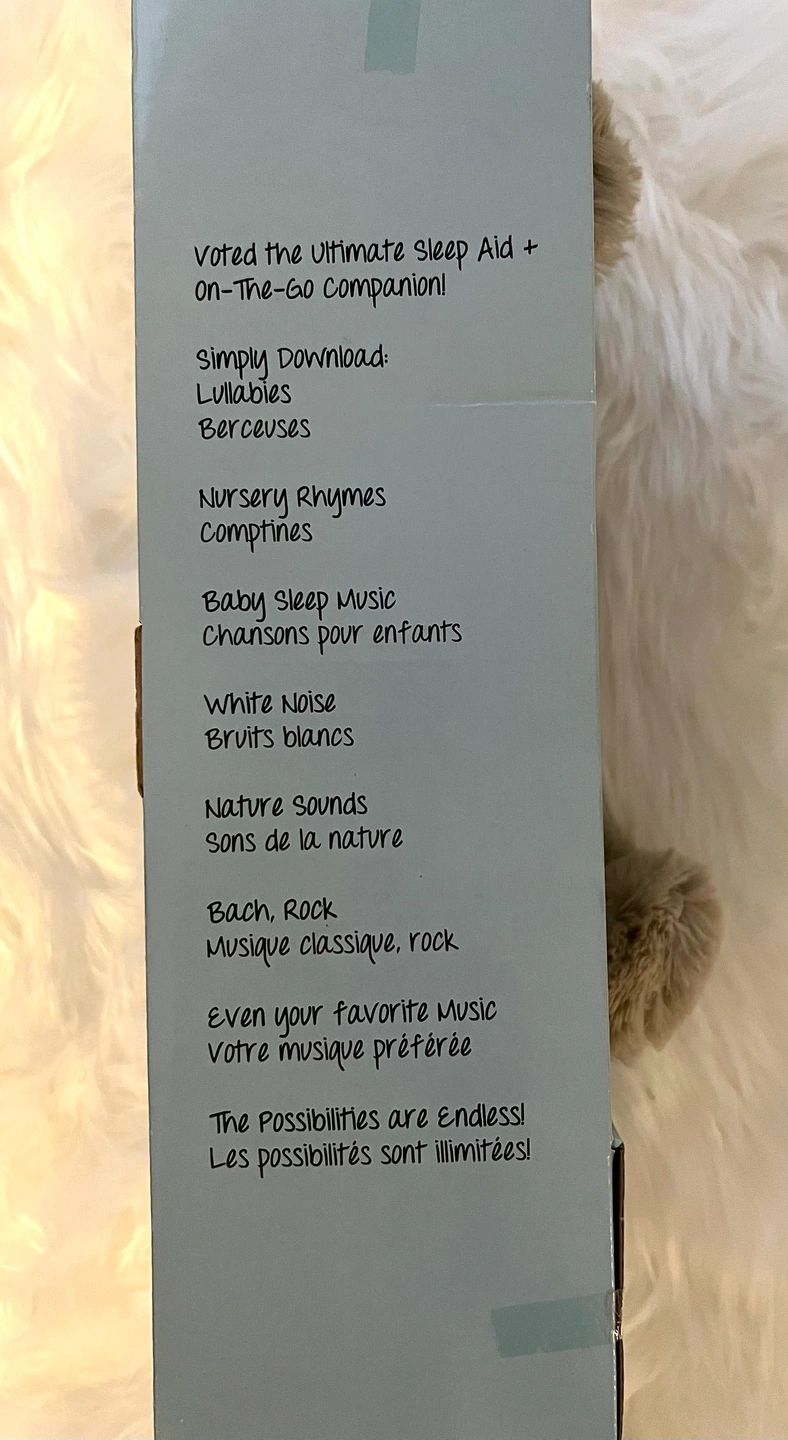 Voted the Ultimate Sleep Aid +
On-The-Go Companion!
Simply Download:
Lullabies
Berceuses
Nursery Rhymes
Comptines
Baby Sleep Music
Chansons pour enfants
White Noise
Bruits blancs
Nature Sounds
Sons de la nature
Bach, Rock
Musique classique, rock
Even your favorite Music
Votre musique préférée
The Possibilities are Endless!
Les possibilités sont illimitées!